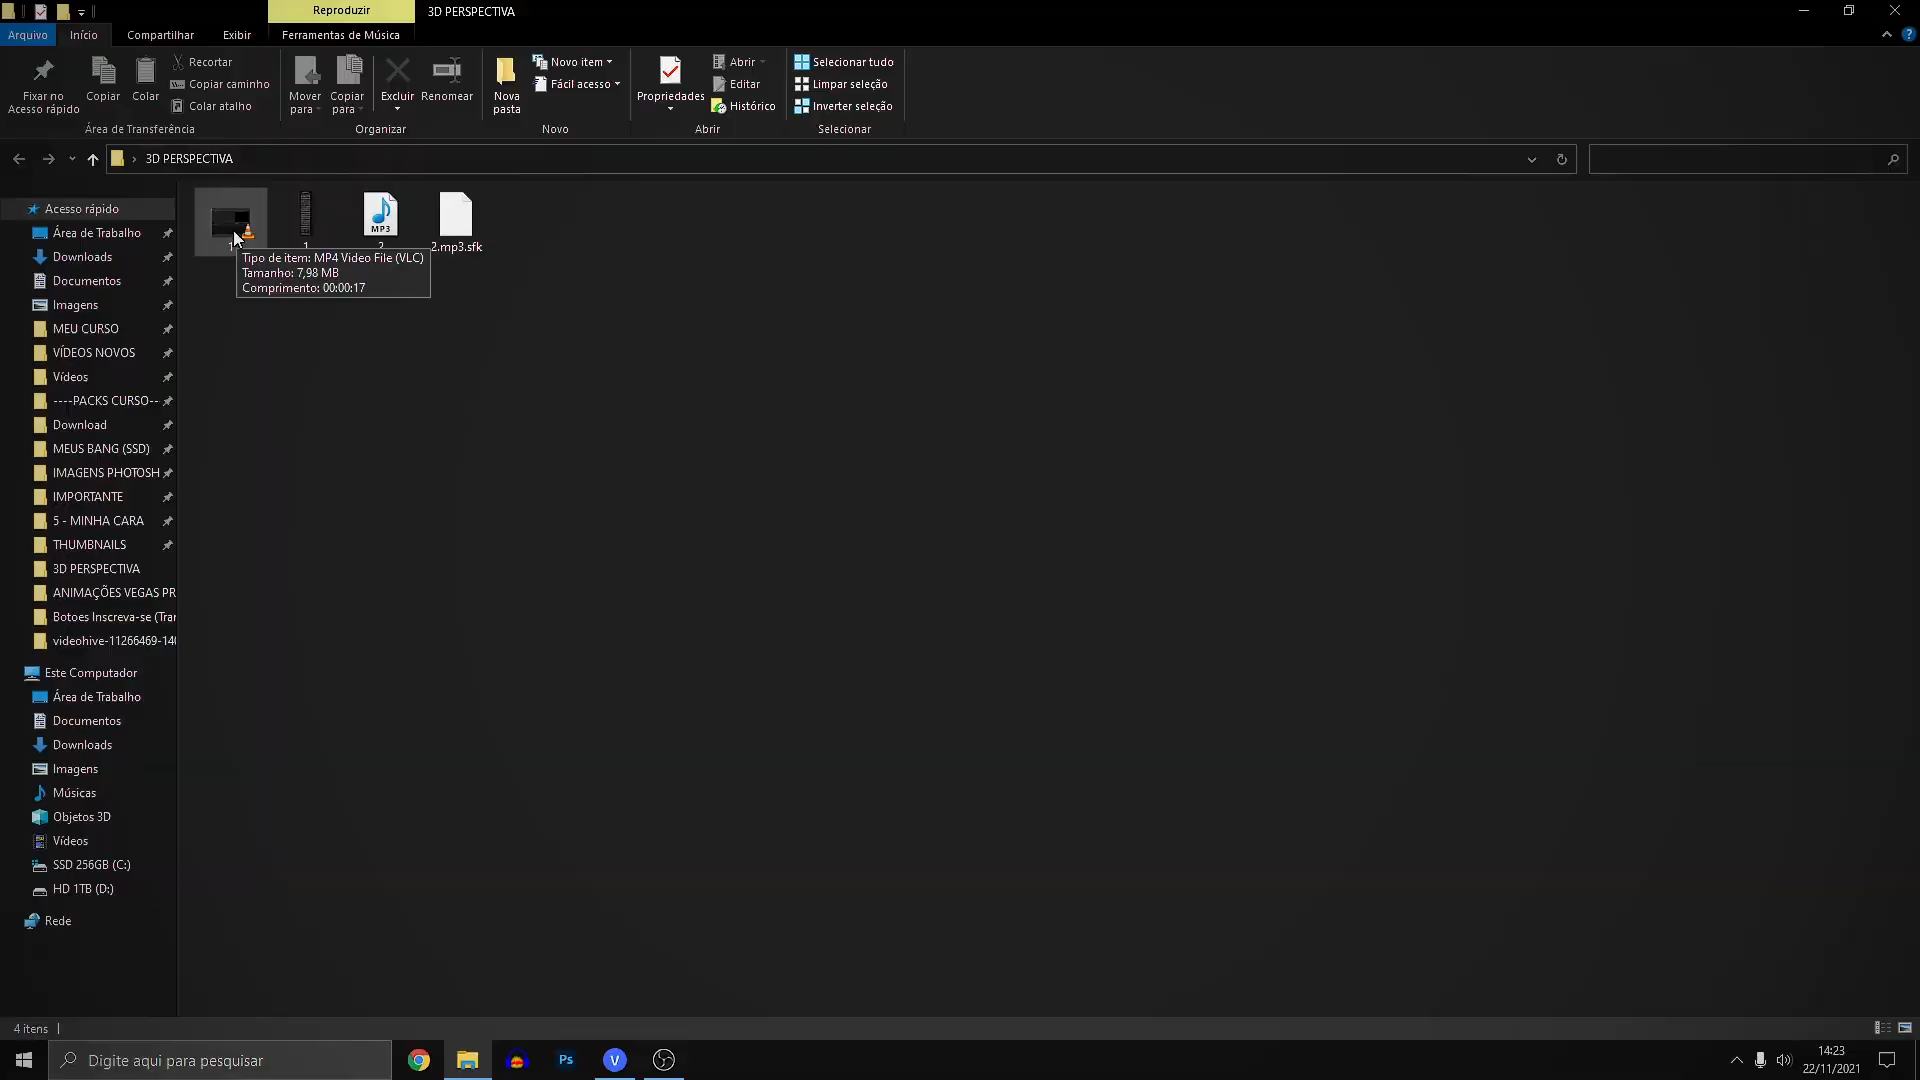 Reproduzir
3D PERSPECTIVA
Arquivo
Início
Compartilhar
Exibir
Ferramentas de Música
Fixar no
Acesso rápido
Copiar
Colar
Recortar
Copiar caminho
Colar atalho
Área de Transferência
Mover
para
Copiar
para
Excluir
Renomear
Organizar
Nova
pasta
Novo item
Fácil acesso
Novo
Propriedades
Abrir
Editar
Histórico
Abrir
Selecionar tudo
Limpar seleção
Inverter seleção
Selecionar
3D PERSPECTIVA
1
1
MP3
2
2.mp3.sfk
Tipo de item: MP4 Video File (VLC)
Tamanho: 7,98 MB
Comprimento: 00:00:17
Acesso rápido
Área de Trabalho
Downloads
Documentos
Imagens
MEU CURSO
VÍDEOS NOVOS
Vídeos
----PACKS CURSO--
Download
MEUS BANG (SSD)
IMAGENS PHOTOSH
IMPORTANTE
5 - MINHA CARA
THUMBNAILS
3D PERSPECTIVA
ANIMAÇÕES VEGAS PR
Botoes Inscreva-se (Tran
videohive-11266469-140
Este Computador
Área de Trabalho
Documentos
Downloads
Imagens
Músicas
Objetos 3D
Vídeos
SSD 256GB (C:)
HD 1TB (D:)
Rede
4 itens
Digite aqui para pesquisar
Ps
V
14:23
22/11/2021